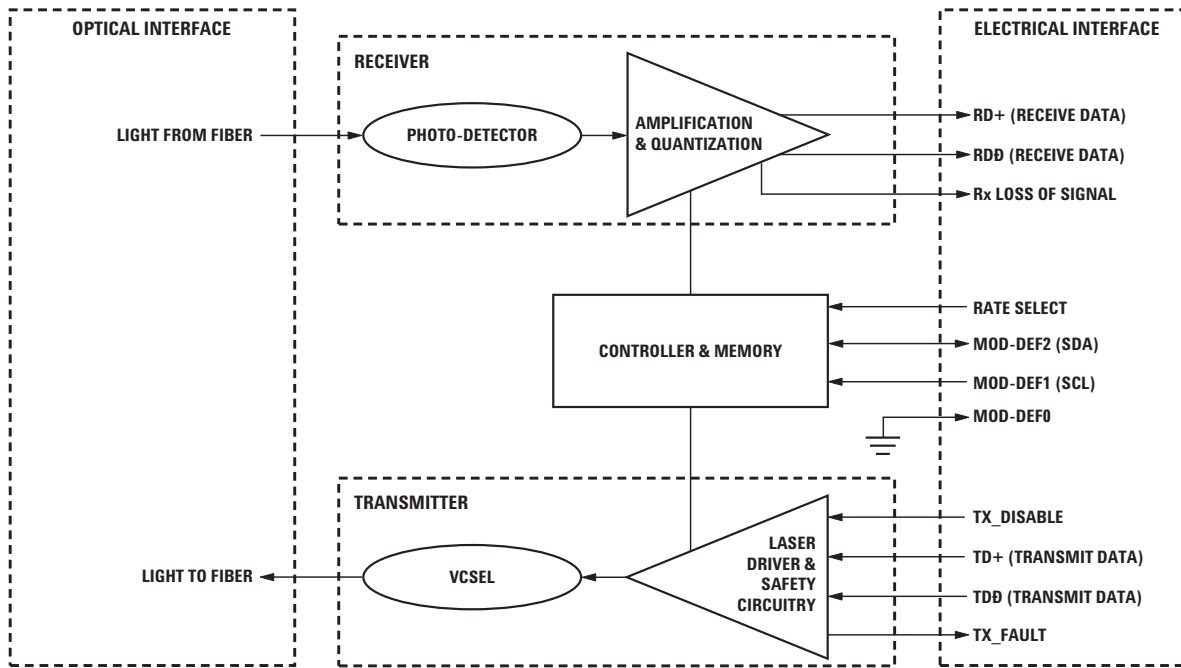 OPTICAL INTERFACE
ELECTRICAL INTERFACE
RECEIVER
LIGHT FROM FIBER
PHOTO-DETECTOR
AMPLIFICATION
& QUANTIZATION
RD+ (RECEIVE DATA)
RDĐ (RECEIVE DATA)
Rx LOSS OF SIGNAL
CONTROLLER & MEMORY
RATE SELECT
MOD-DEF2 (SDA)
MOD-DEF1 (SCL)
MOD-DEF0
TRANSMITTER
LIGHT TO FIBER
VCSEL
LASER
DRIVER &
SAFETY
CIRCUITRY
TX_DISABLE
TD+ (TRANSMIT DATA)
TDĐ (TRANSMIT DATA)
TX_FAULT